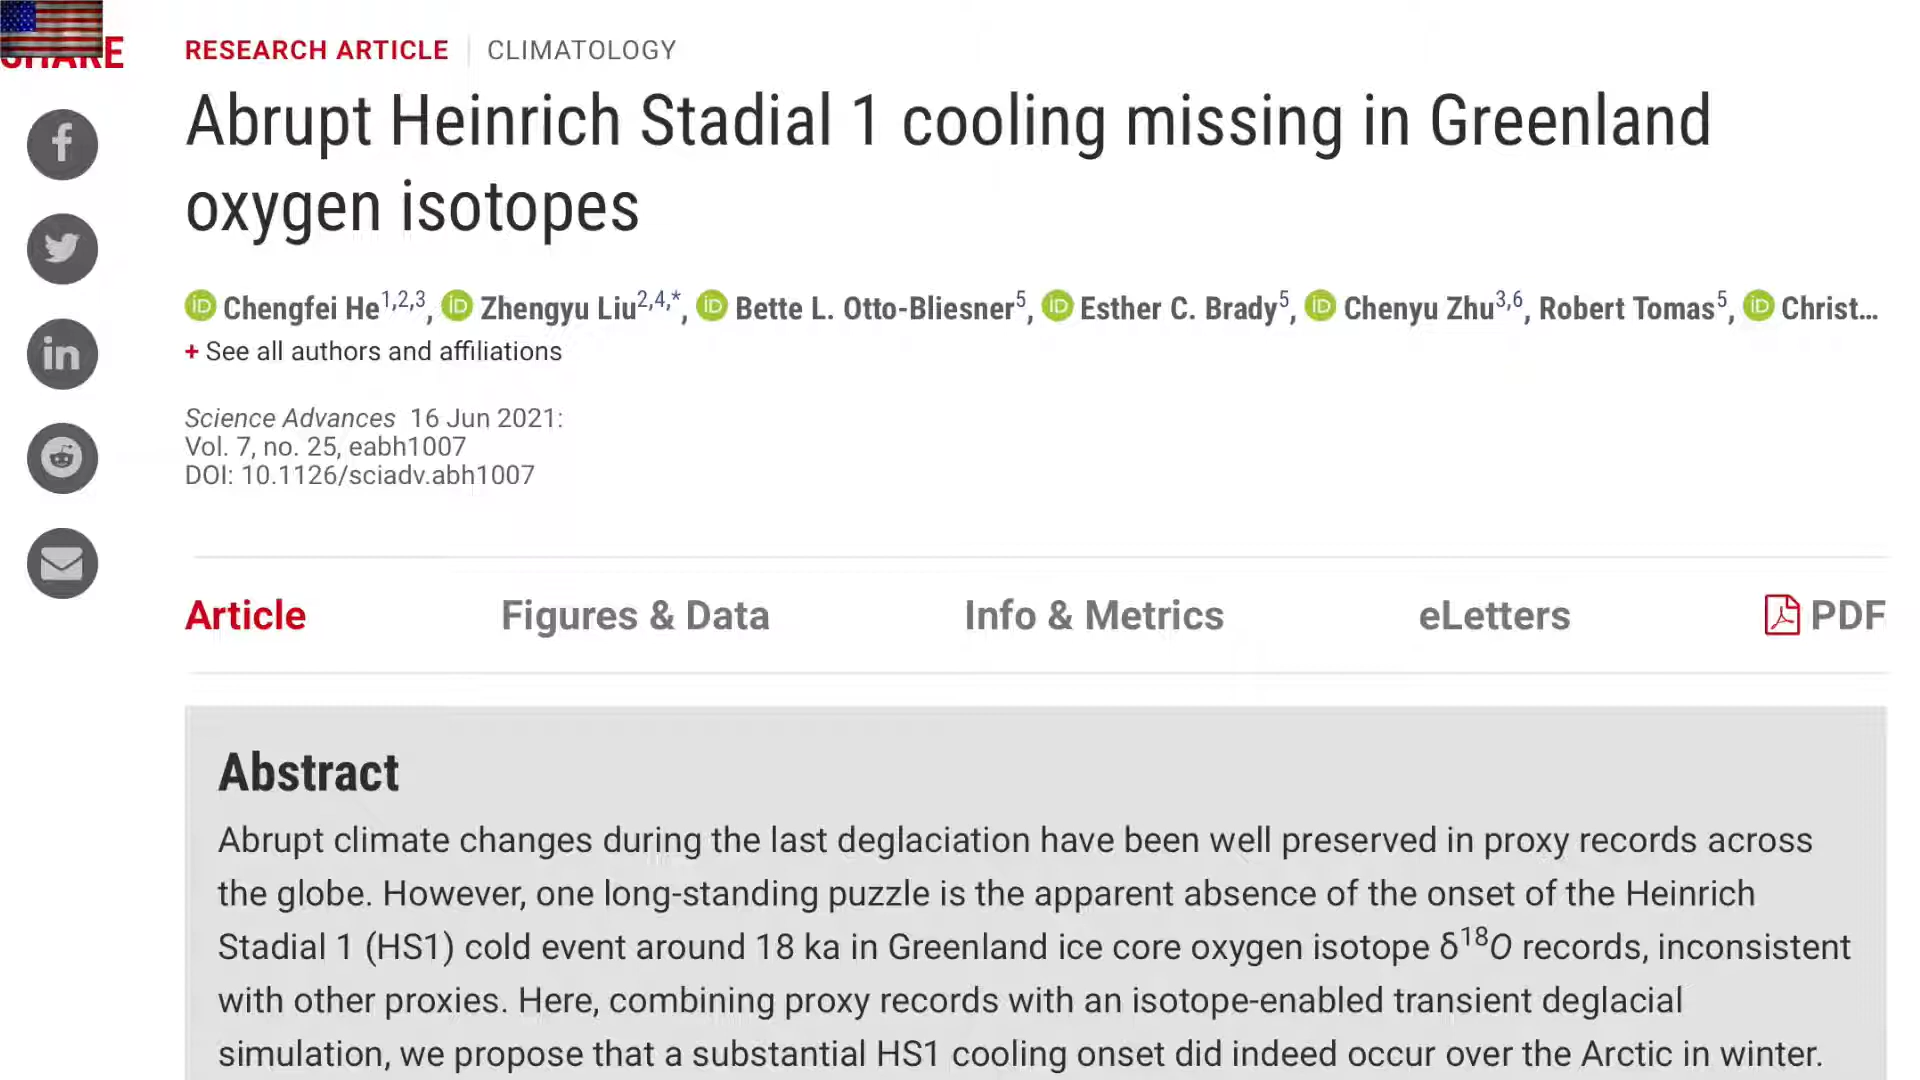 SHARE
RESEARCH ARTICLE CLIMATOLOGY
Abrupt Heinrich Stadial 1 cooling missing in Greenland
oxygen isotopes
iD Chengfei He1,2,3, iD Zhengyu Liu2,4,*, iD Bette L. Otto-Bliesner5, iD Esther C. Brady5, iD Chenyu Zhu3,6, Robert Tomas5, iD Christ...
+ See all authors and affiliations
Science Advances 16 Jun 2021:
Vol. 7, no. 25, eabh1007
DOI: 10.1126/sciadv.abh1007
Article Figures & Data Info & Metrics eLetters PDF
Abstract
Abrupt climate changes during the last deglaciation have been well preserved in proxy records across
the globe. However, one long-standing puzzle is the apparent absence of the onset of the Heinrich
Stadial 1 (HS1) cold event around 18 ka in Greenland ice core oxygen isotope δ18O records, inconsistent
with other proxies. Here, combining proxy records with an isotope-enabled transient deglacial
simulation, we propose that a substantial HS1 cooling onset did indeed occur over the Arctic in winter.